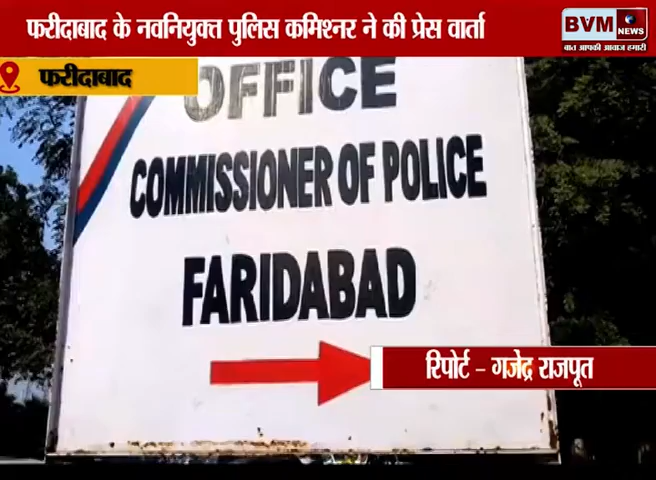 फरीदाबाद के नवनियुक्त पुलिस कमिश्नर ने की प्रेस वार्ता
BVM NEWS
बात आपकी आवाज हमारी
फरीदाबाद
OFFICE
COMMISSIONER OF POLICE
FARIDABAD
रिपोर्ट - गजेद्र राजपूत